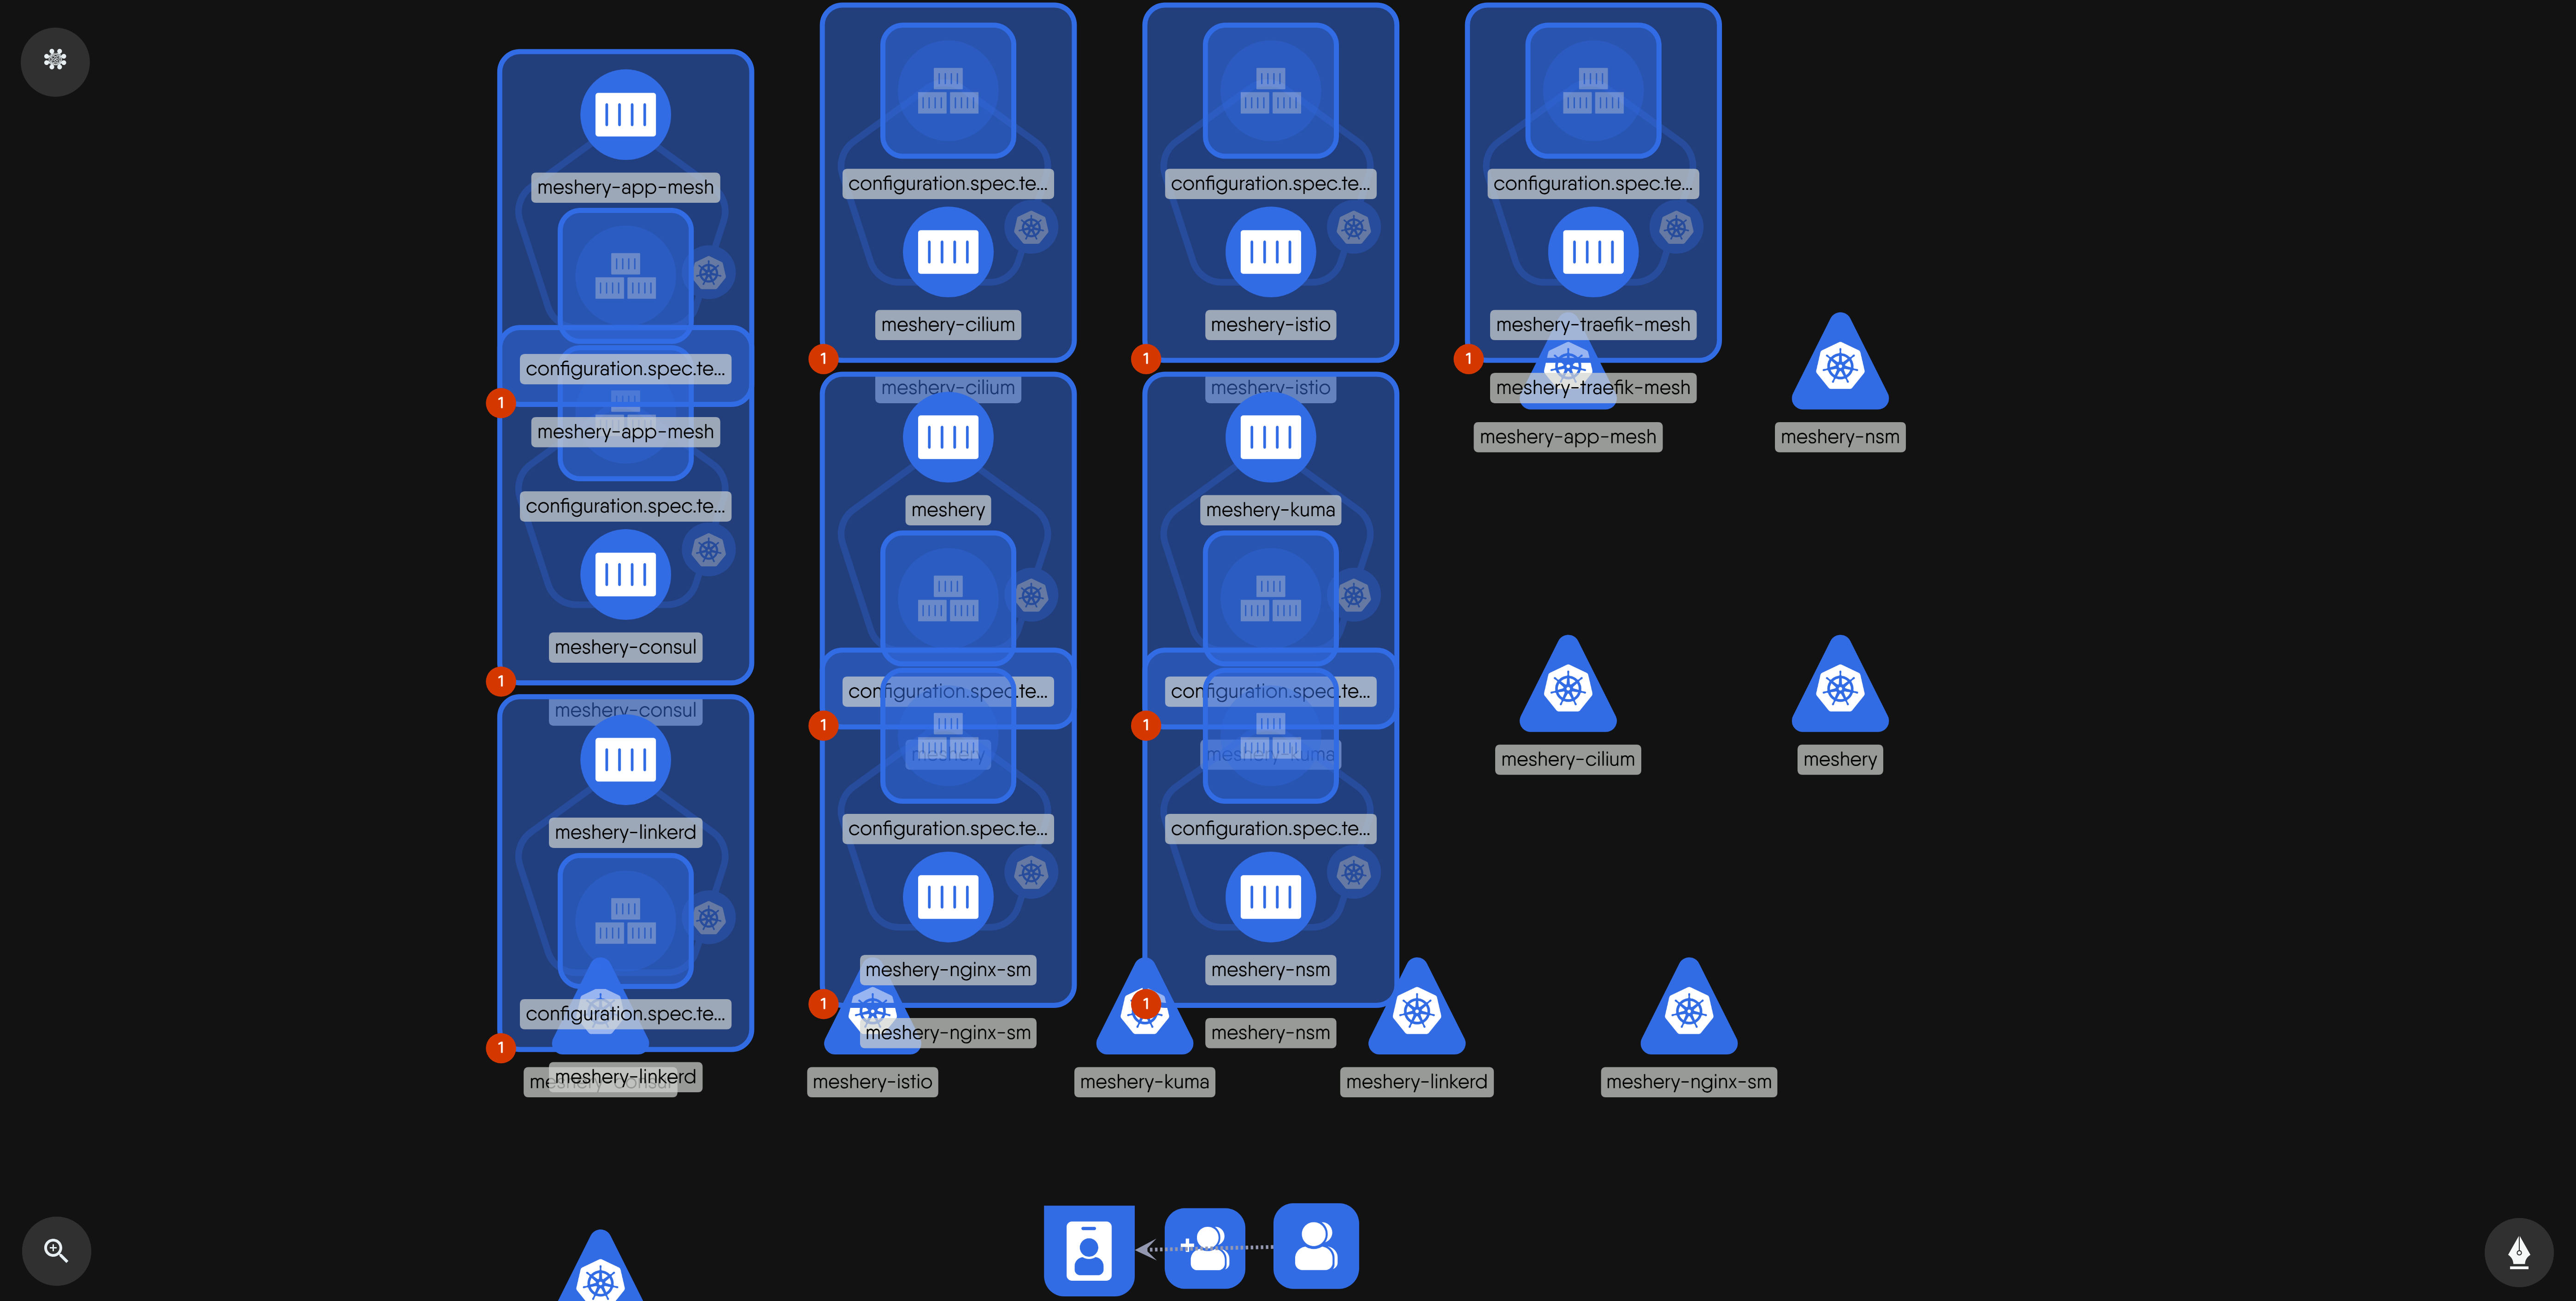 meshery-app-mesh
configuration.spec.te...
1
meshery-app-mesh
configuration.spec.te...
meshery-consul
1
meshery-consul
meshery-linkerd
configuration.spec.te...
1
meshery-linkerd
meshery-consul
configuration.spec.te...
meshery-cilium
1
meshery-cilium
meshery
configuration.spec.te...
1
meshery
configuration.spec.te...
meshery-nginx-sm
1
meshery-nginx-sm
meshery-istio
configuration.spec.te...
meshery-istio
1
meshery-istio
meshery-kuma
configuration.spec.te...
1
meshery-kuma
configuration.spec.te...
meshery-nsm
1
meshery-nsm
meshery-kuma
configuration.spec.te...
meshery-traefik-mesh
1
meshery-traefik-mesh
meshery-app-mesh
meshery-nsm
meshery-cilium
meshery
meshery-linkerd
meshery-nginx-sm